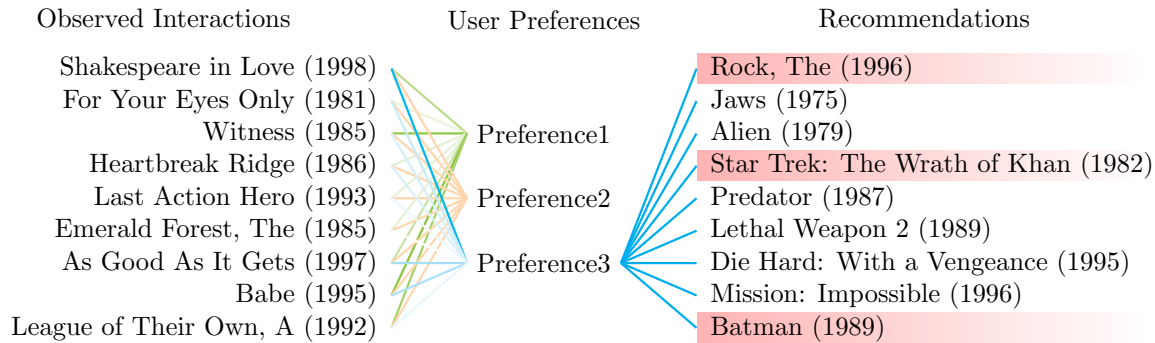 Observed Interactions
User Preferences
Recommendations
Shakespeare in Love (1998)
For Your Eyes Only (1981)
Witness (1985)
Heartbreak Ridge (1986)
Last Action Hero (1993)
Emerald Forest, The (1985)
As Good As It Gets (1997)
Babe (1995)
League of Their Own, A (1992)
Preference1
Preference2
Preference3
Rock, The (1996)
Jaws (1975)
Alien (1979)
Star Trek: The Wrath of Khan (1982)
Predator (1987)
Lethal Weapon 2 (1989)
Die Hard: With a Vengeance (1995)
Mission: Impossible (1996)
Batman (1989)